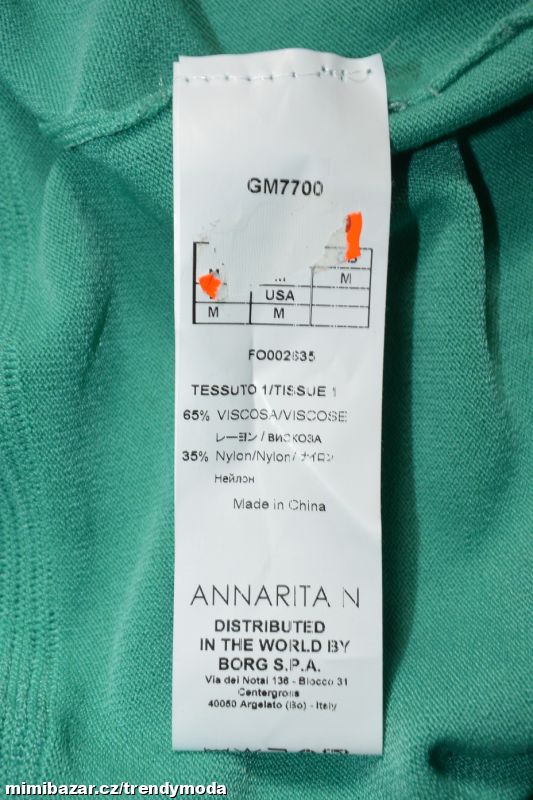 GM7700
M
M
USA
M
M
FO002635
TESSUTO 1/TISSUE 1
65% VISCOSA/VISCOSE
レーヨン / ВИСКОЗА
35% Nylon/Nylon/ ナイロン
Нейлон
Made in China
ANNARITA N
DISTRIBUTED
IN THE WORLD BY
BORG S.P.A.
Via dei Notai 136 - Blocco 31
Centergross
40050 Argelato (Bo) - Italy
mimibazar.cz/trendymoda